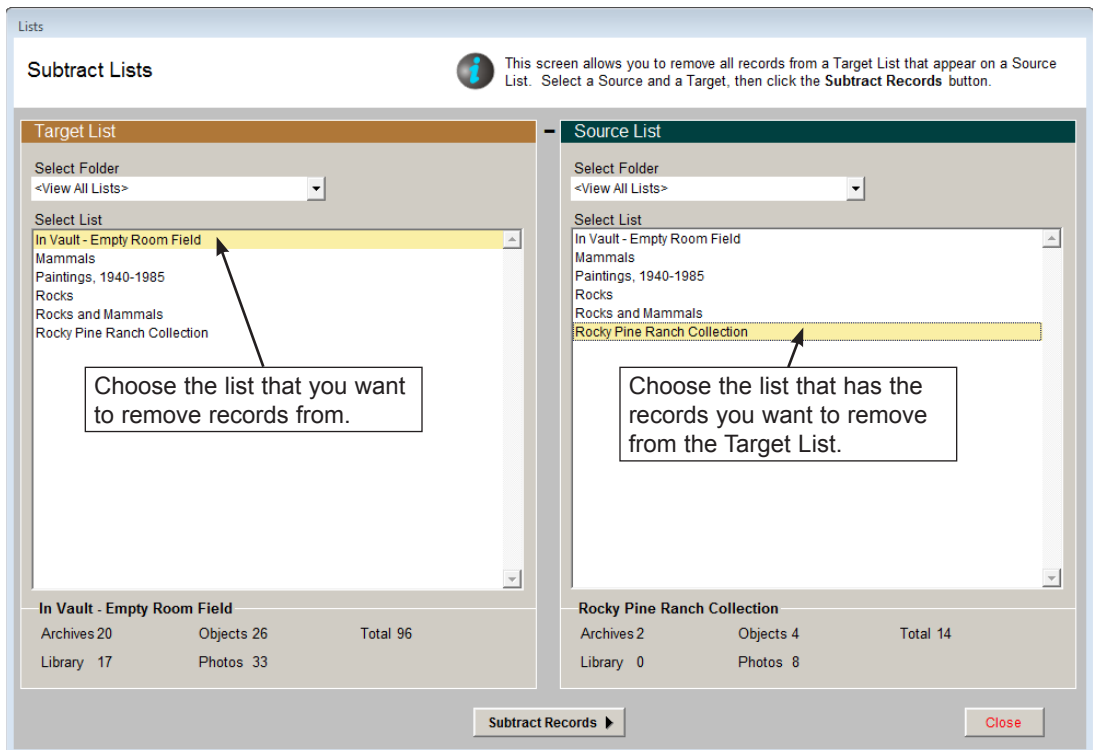 Lists
Subtract Lists
This screen allows you to remove all records from a Target List that appear on a Source
List. Select a Source and a Target, then click the Subtract Records button.
Target List
Select Folder
<View All Lists>
Select List
In Vault - Empty Room Field
Mammals
Paintings, 1940-1985
Rocks
Rocks and Mammals
Rocky Pine Ranch Collection
Choose the list that you want
to remove records from.
In Vault - Empty Room Field
Archives 20 Objects 26 Total 96
Library 17 Photos 33
-
Source List
Select Folder
<View All Lists>
Select List
In Vault - Empty Room Field
Mammals
Paintings, 1940-1985
Rocks
Rocks and Mammals
Rocky Pine Ranch Collection
Choose the list that has the
records you want to remove
from the Target List.
Rocky Pine Ranch Collection
Archives 2 Objects 4 Total 14
Library 0 Photos 8
Subtract Records
Close